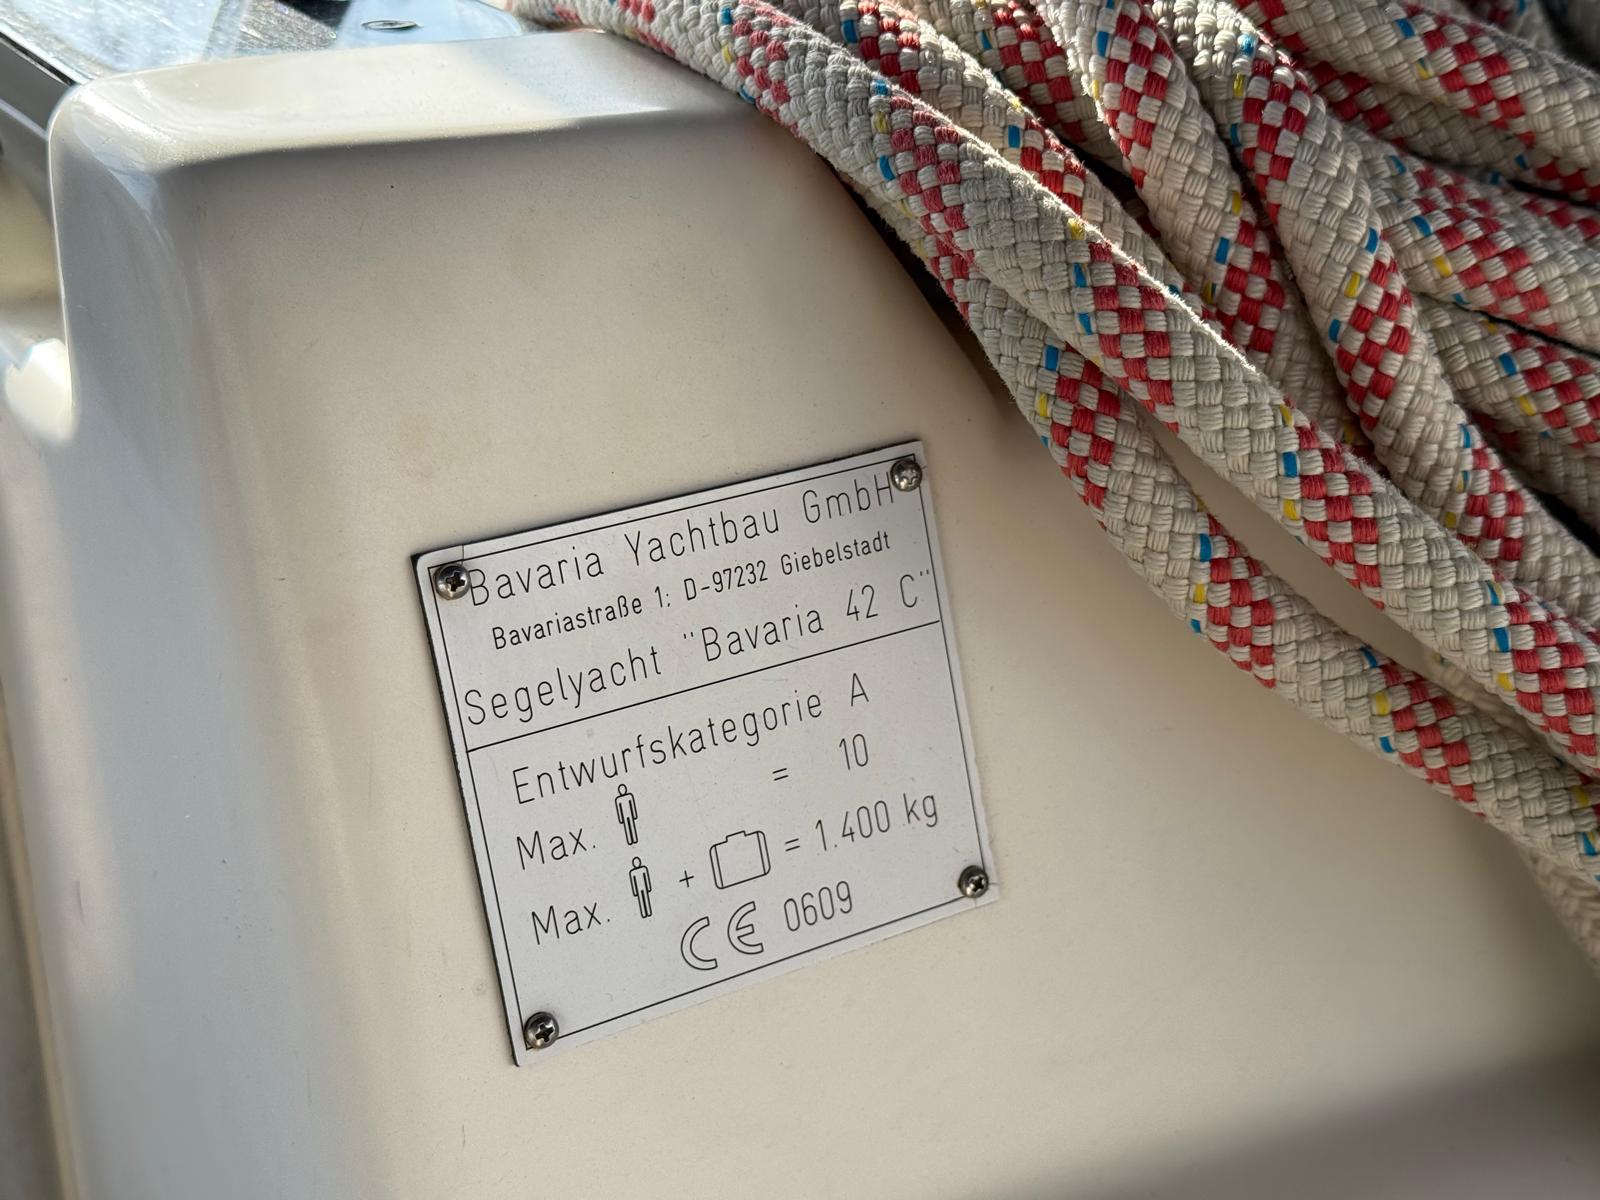 Bavaria Yachtbau GmbH
Bavariastraße 1; D-97232 Giebelstadt
Segelyacht "Bavaria 42 C"
Entwurfskategorie A
Max. = 10
Max. + = 1.400 kg
CE 0609